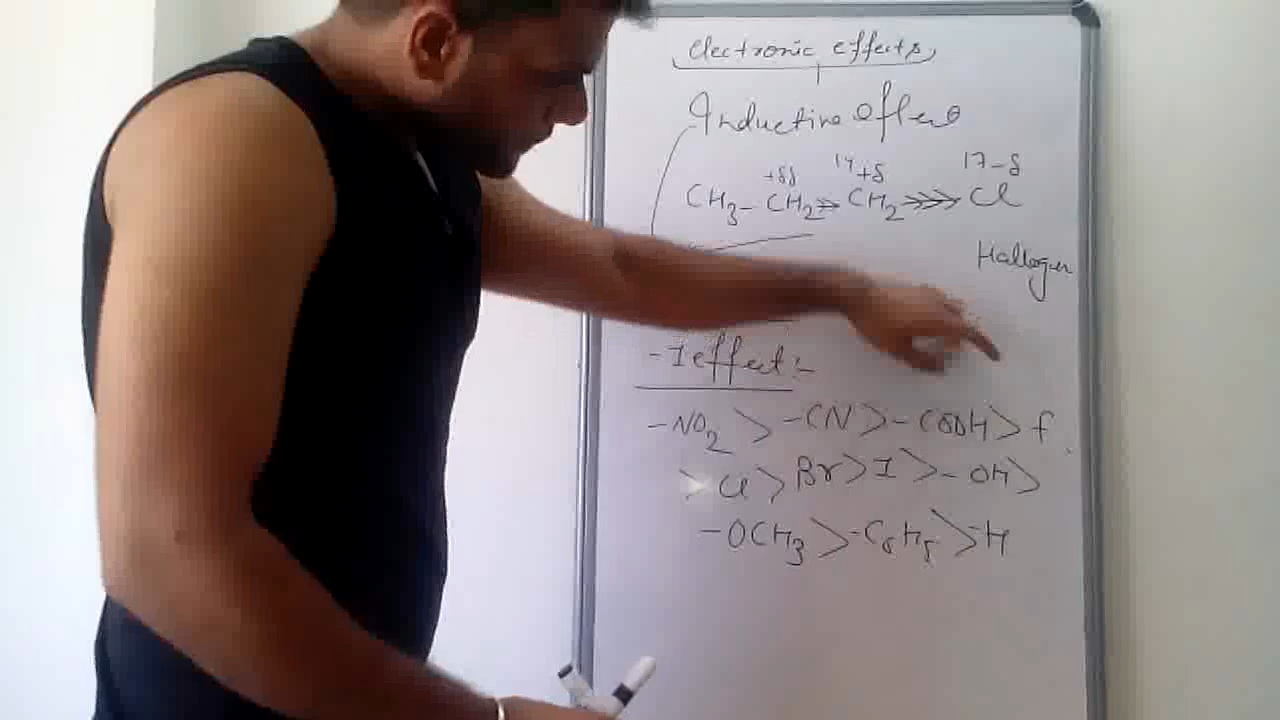 electronic effects
Inductive effect
+δδ 14 +δ 17 -δ
CH3 - CH2 >> CH2 >>> Cl
Hallogen
- I effect :-
-NO2 > -CN > -COOH > f
> Cl > Br > I > - OH >
-OCH3 > -C6H5 > -H